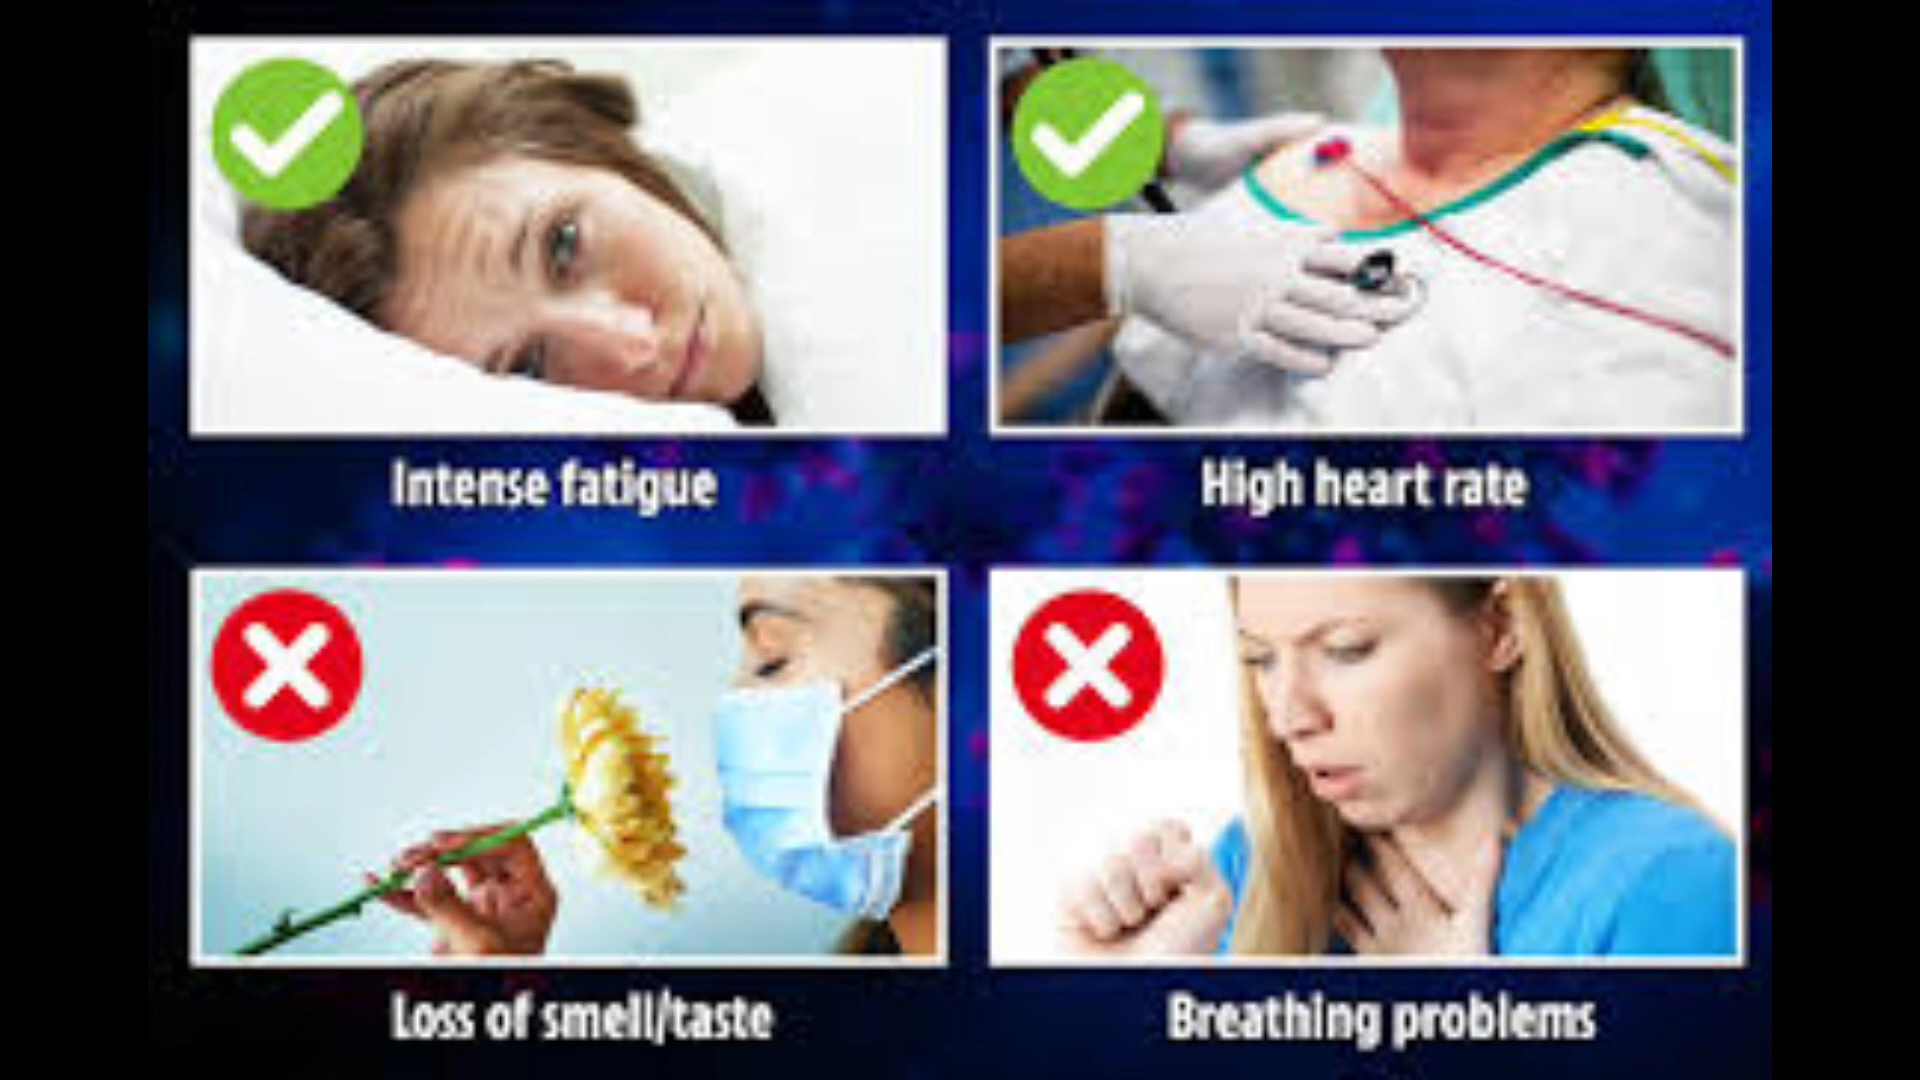 Intense fatigue
High heart rate
Loss of smell/taste
Breathing problems